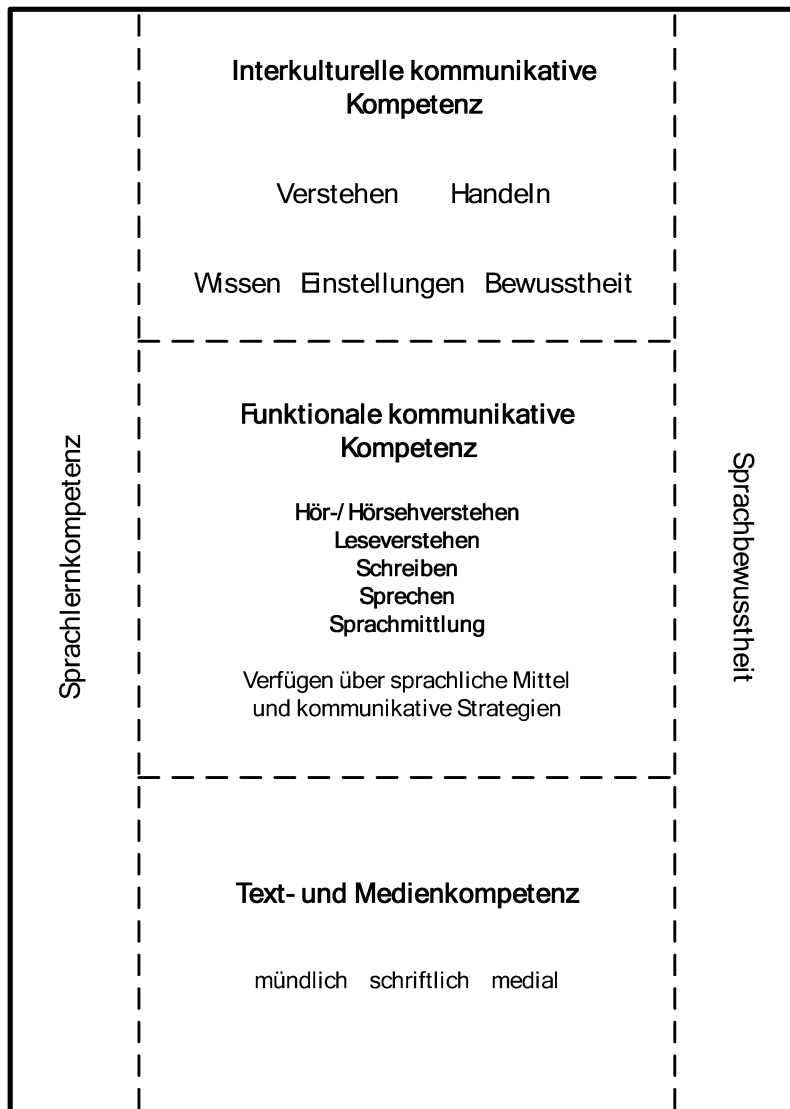 Interkulturelle kommunikative
Kompetenz
Verstehen Handeln
Wissen Einstellungen Bewusstheit
Sprachlernkompetenz
Funktionale kommunikative
Kompetenz
Hör-/ Hörsehverstehen
Leseverstehen
Schreiben
Sprechen
Sprachmittlung
Verfügen über sprachliche Mittel
und kommunikative Strategien
Sprachbewusstheit
Text- und Medienkompetenz
mündlich schriftlich medial